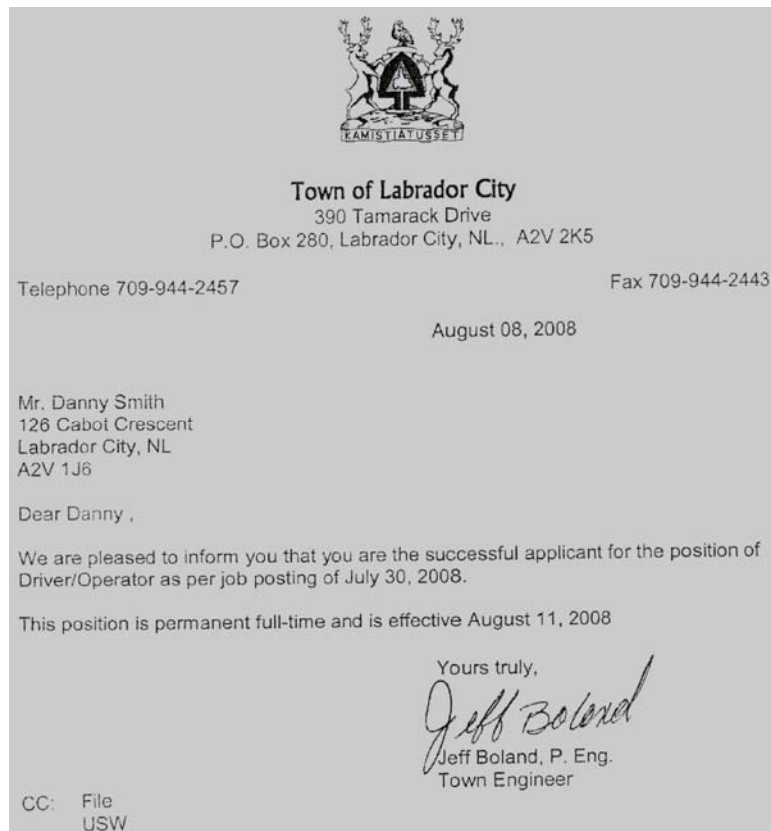 KAMISTIATUSSET
Town of Labrador City
390 Tamarack Drive
P.O. Box 280, Labrador City, NL., A2V 2K5
Telephone 709-944-2457
Fax 709-944-2443
August 08, 2008
Mr. Danny Smith
126 Cabot Crescent
Labrador City, NL
A2V 1J6
Dear Danny ,
We are pleased to inform you that you are the successful applicant for the position of
Driver/Operator as per job posting of July 30, 2008.
This position is permanent full-time and is effective August 11, 2008
Yours truly,
Jeff Boland
Jeff Boland, P. Eng.
Town Engineer
CC: File
USW